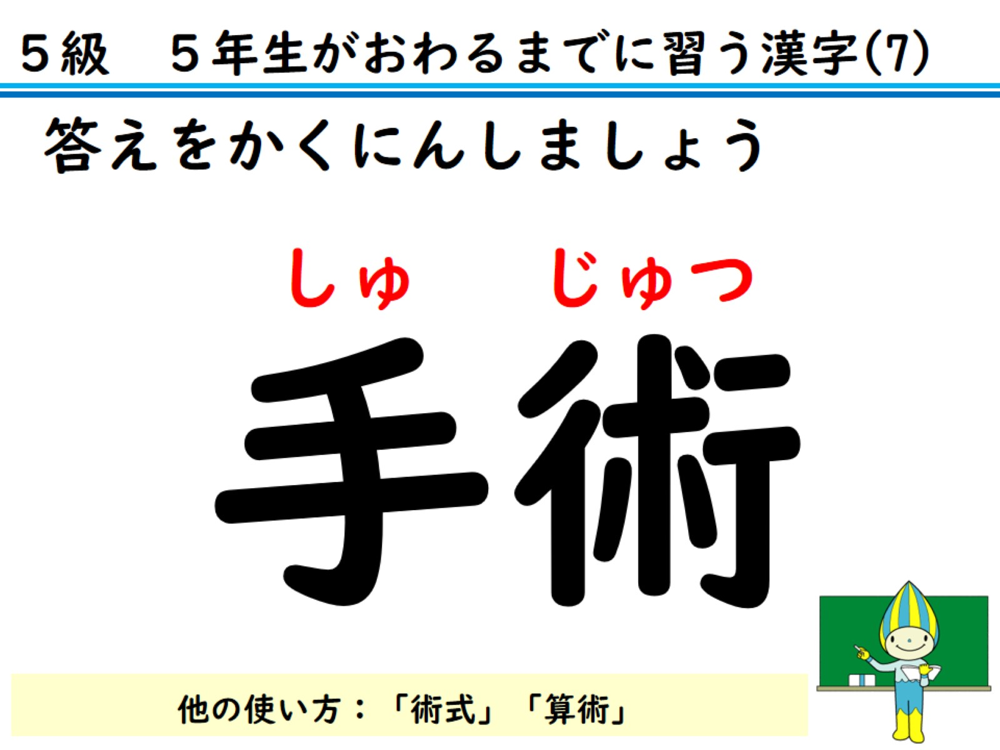 ５級　５年生がおわるまでに習う漢字(7)
答えをかくにんしましょう
しゅ　じゅつ
手術
他の使い方：「術式」「算術」